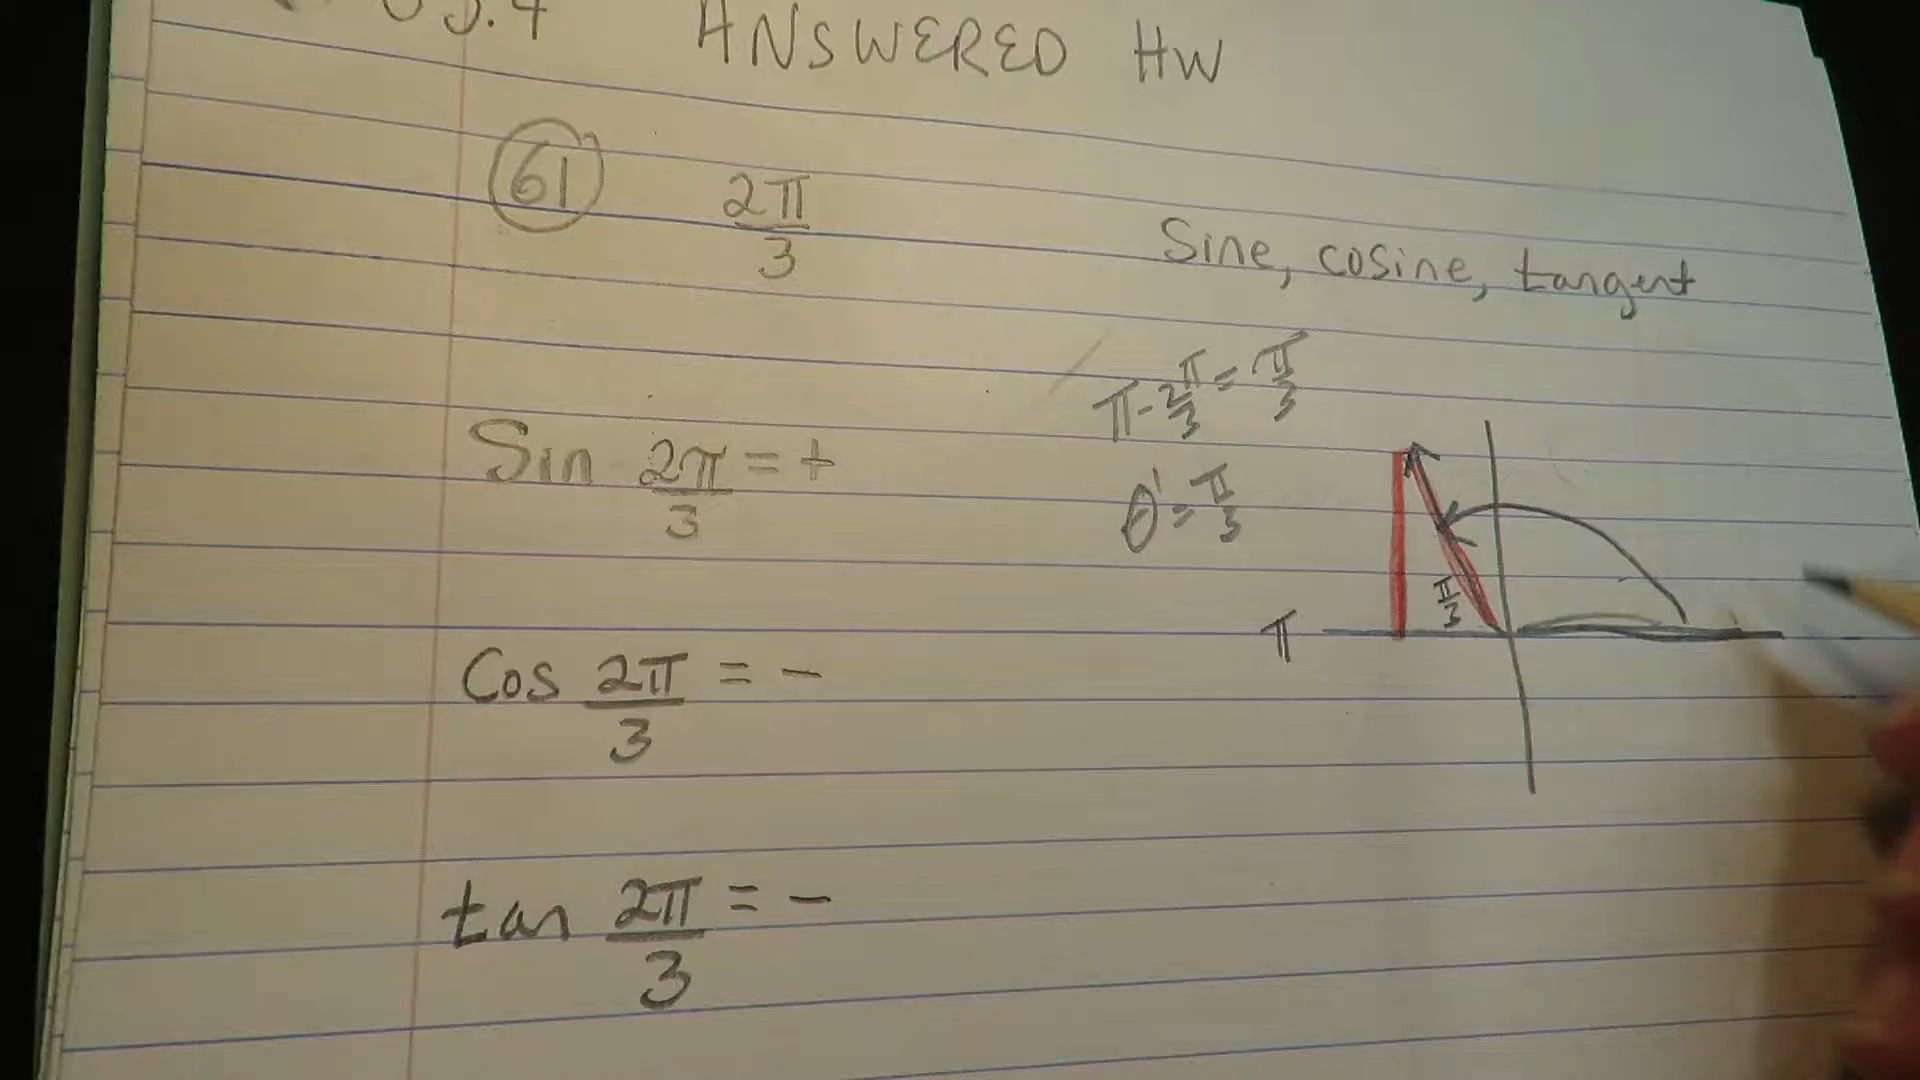 ANSWERED HW
61 2π/3
Sine, cosine, tangent
π - 2π/3 = π/3
Sin 2π/3 = +
θ' = π/3
π/3
π
Cos 2π/3 = -
tan 2π/3 = -